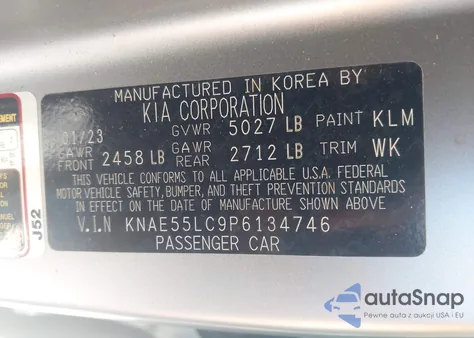 MANUFACTURED IN KOREA BY
KIA CORPORATION
01/23 GVWR 5027 LB PAINT KLM
GAWR FRONT 2458 LB GAWR REAR 2712 LB TRIM WK
THIS VEHICLE CONFORMS TO ALL APPLICABLE U.S.A. FEDERAL
MOTOR VEHICLE SAFETY, BUMPER, AND THEFT PREVENTION STANDARDS
IN EFFECT ON THE DATE OF MANUFACTURE SHOWN ABOVE
V.I.N KNAE55LC9P6134746
PASSENGER CAR
J52
autoSnap
Pewne auta z aukcji USA i EU